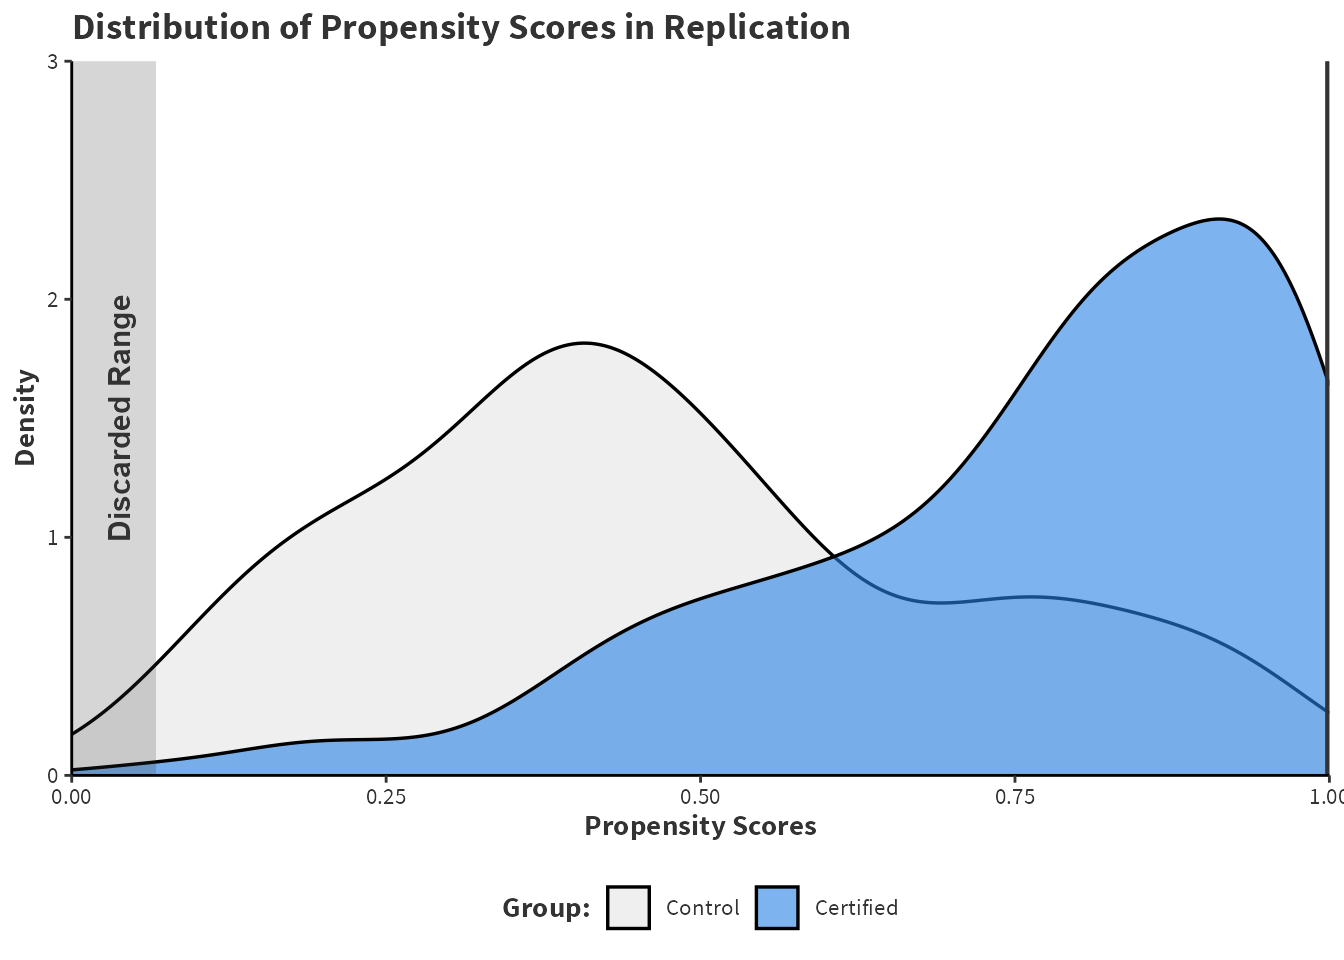 Distribution of Propensity Scores in Replication
3
2
1
0
Density
Discarded Range
0.00 0.25 0.50 0.75 1.00
Propensity Scores
Group: Control Certified